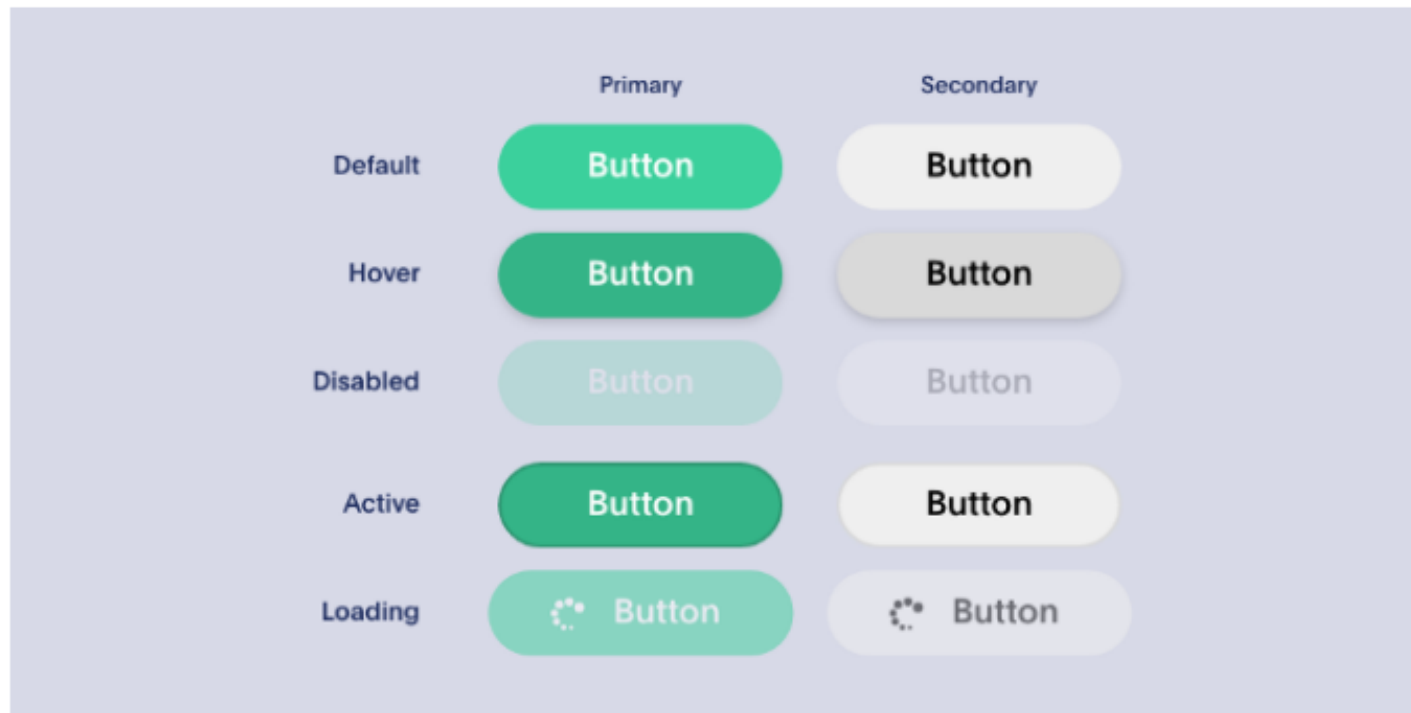 Primary Secondary
Default Button Button
Hover Button Button
Disabled Button Button
Active Button Button
Loading Button Button